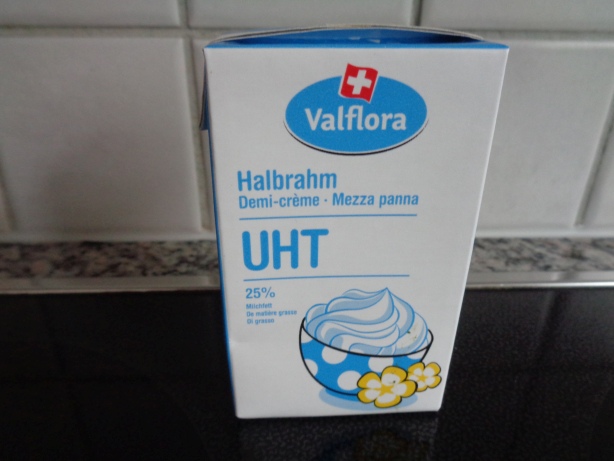 Valflora
Halbrahm
Demi-crème · Mezza panna
UHT
25%
Milchfett
De matière grasse
Di grasso